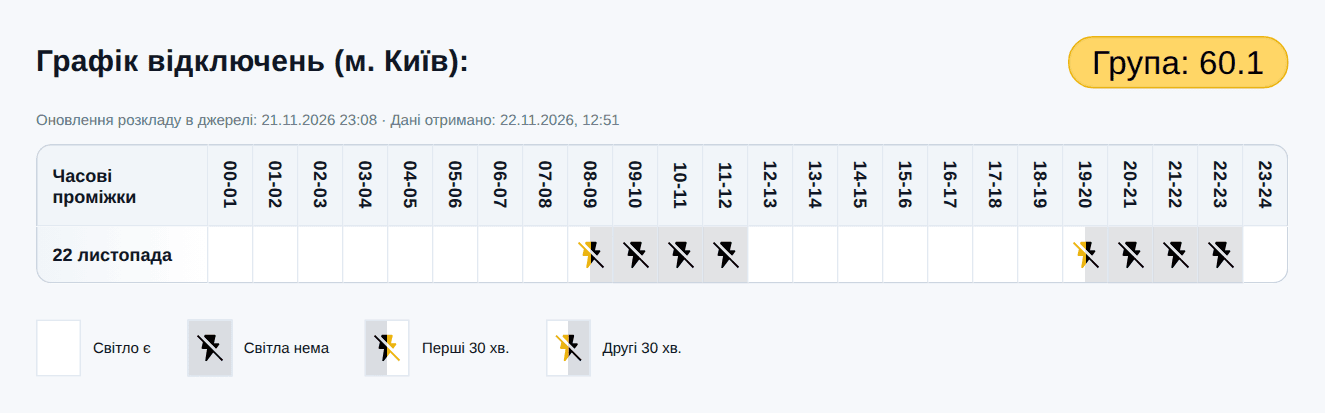 Графік відключень (м. Київ):
Група: 60.1
Оновлення розкладу в джерелі: 21.11.2026 23:08 · Дані отримано: 22.11.2026, 12:51
Часові
проміжки
00-01
01-02
02-03
03-04
04-05
05-06
06-07
07-08
08-09
09-10
10-11
11-12
12-13
13-14
14-15
15-16
16-17
17-18
18-19
19-20
20-21
21-22
22-23
23-24
22 листопада
Світло є
Світла нема
Перші 30 хв.
Другі 30 хв.